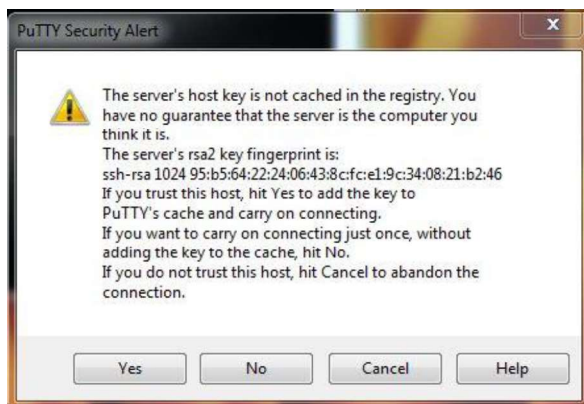 PuTTY Security Alert
x
The server's host key is not cached in the registry. You
have no guarantee that the server is the computer you
think it is.
The server's rsa2 key fingerprint is:
ssh-rsa 1024 95:b5:64:22:24:06:43:8c:fc:e1:9c:34:08:21:b2:46
If you trust this host, hit Yes to add the key to
PuTTY's cache and carry on connecting.
If you want to carry on connecting just once, without
adding the key to the cache, hit No.
If you do not trust this host, hit Cancel to abandon the
connection.
Yes No Cancel Help